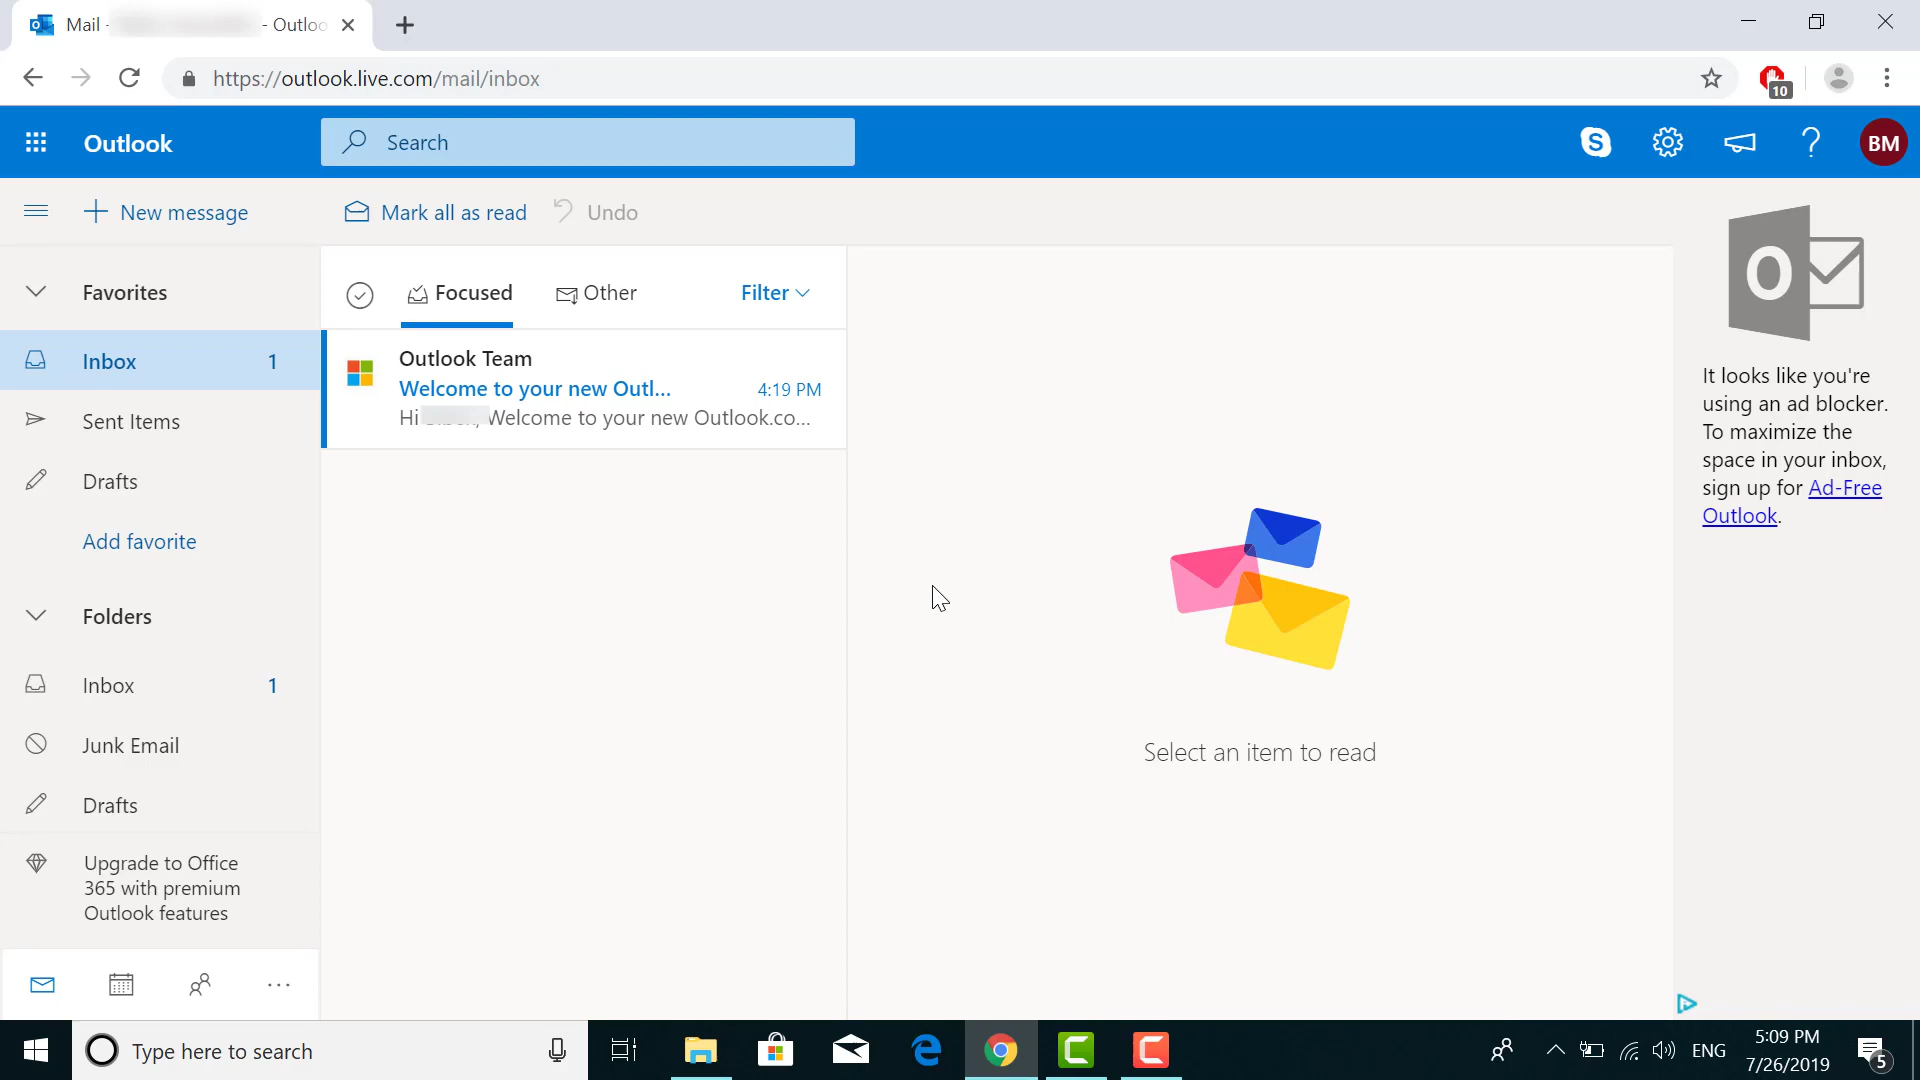 Mail -
- Outloo
https://outlook.live.com/mail/inbox
10
Outlook
Search
S
?
BM
New message
Mark all as read
Undo
Favorites
Inbox 1
Sent Items
Drafts
Add favorite
Folders
Inbox 1
Junk Email
Drafts
Upgrade to Office
365 with premium
Outlook features
Focused
Other
Filter
Outlook Team
Welcome to your new Outl...
4:19 PM
Hi
Welcome to your new Outlook.co...
Select an item to read
O
It looks like you're
using an ad blocker.
To maximize the
space in your inbox,
sign up for Ad-Free
Outlook.
Type here to search
ENG
5:09 PM
7/26/2019
5